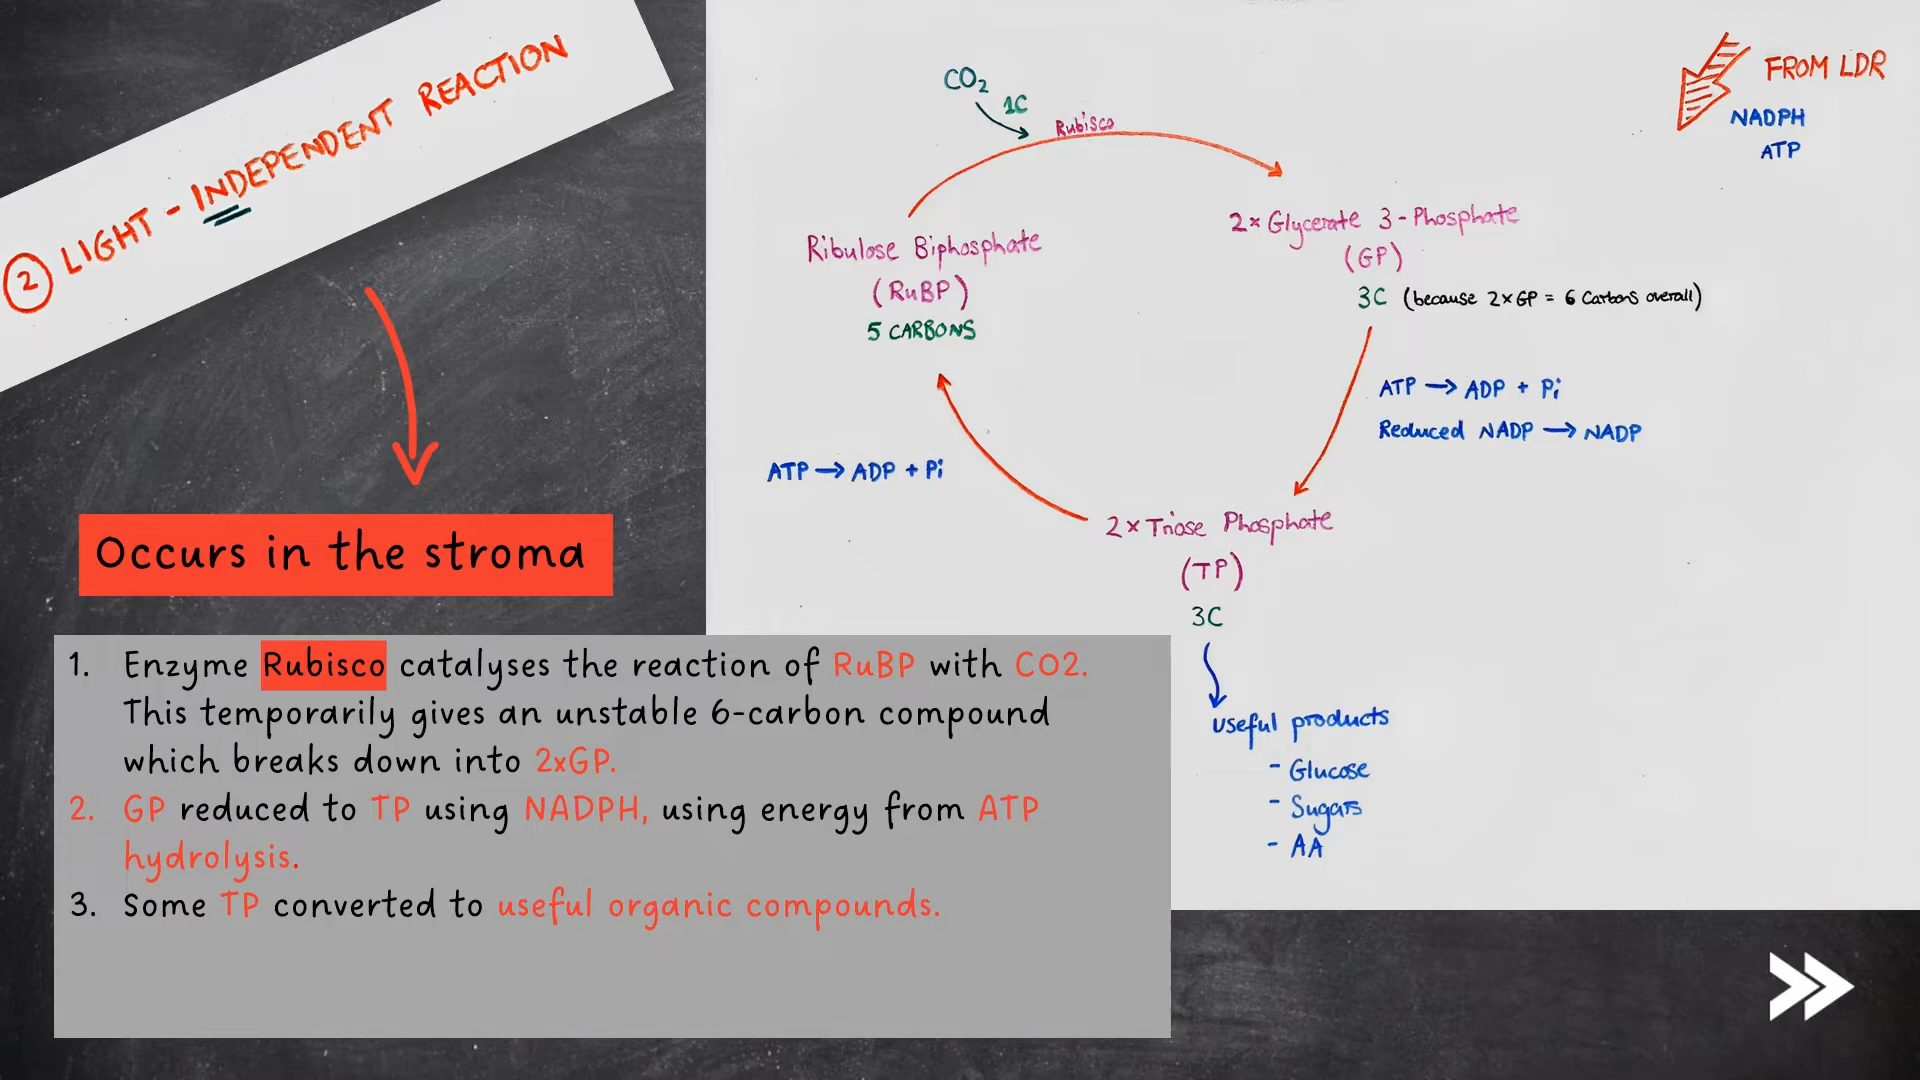 ② LIGHT - INDEPENDENT REACTION
Occurs in the stroma
1. Enzyme Rubisco catalyses the reaction of RuBP with CO2.
This temporarily gives an unstable 6-carbon compound
which breaks down into 2xGP.
2. GP reduced to TP using NADPH, using energy from ATP
hydrolysis.
3. Some TP converted to useful organic compounds.
CO₂
1C
Rubisco
FROM LDR
NADPH
ATP
Ribulose Biphosphate
(RuBP)
5 CARBONS
2× Glycerate 3-Phosphate
(GP)
3C (because 2×GP = 6 Carbons overall)
ATP → ADP + Pi
Reduced NADP → NADP
ATP → ADP + Pi
2× Triose Phosphate
(TP)
3C
useful products
- Glucose
- Sugars
- AA